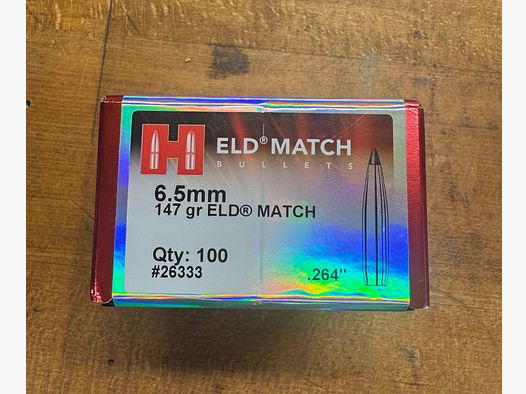 H
ELD® MATCH
BULLETS
6.5mm
147 gr ELD® MATCH
Qty: 100
#26333
.264"